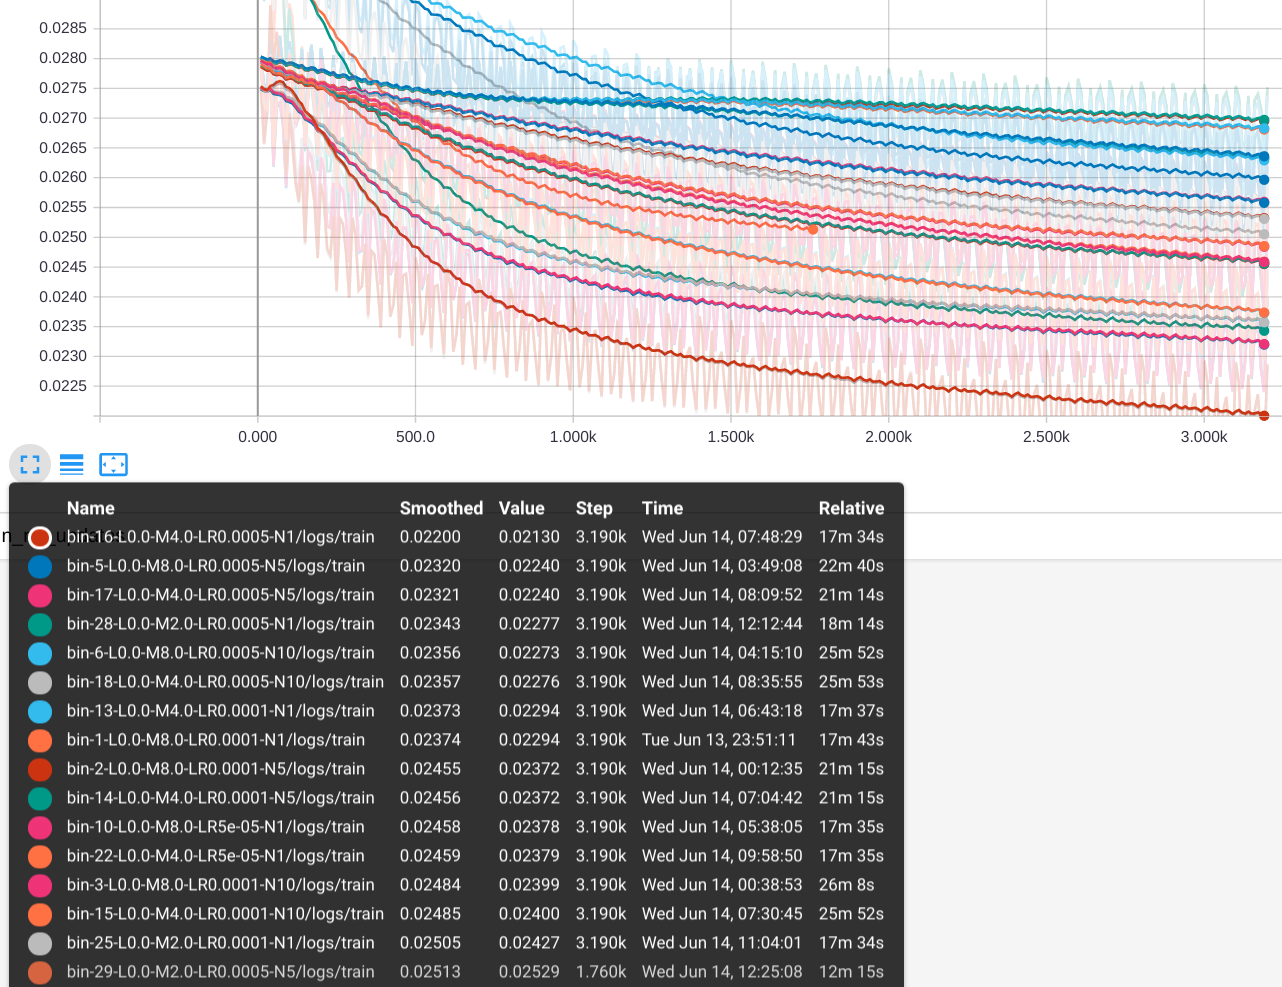 0.0285
0.0280
0.0275
0.0270
0.0265
0.0260
0.0255
0.0250
0.0245
0.0240
0.0235
0.0230
0.0225
0.000 500.0 1.000k 1.500k 2.000k 2.500k 3.000k
Name Smoothed Value Step Time Relative
bin-16-L0.0-M4.0-LR0.0005-N1/logs/train 0.02200 0.02130 3.190k Wed Jun 14, 07:48:29 17m 34s
bin-5-L0.0-M8.0-LR0.0005-N5/logs/train 0.02320 0.02240 3.190k Wed Jun 14, 03:49:08 22m 40s
bin-17-L0.0-M4.0-LR0.0005-N5/logs/train 0.02321 0.02240 3.190k Wed Jun 14, 08:09:52 21m 14s
bin-28-L0.0-M2.0-LR0.0005-N1/logs/train 0.02343 0.02277 3.190k Wed Jun 14, 12:12:44 18m 14s
bin-6-L0.0-M8.0-LR0.0005-N10/logs/train 0.02356 0.02273 3.190k Wed Jun 14, 04:15:10 25m 52s
bin-18-L0.0-M4.0-LR0.0005-N10/logs/train 0.02357 0.02276 3.190k Wed Jun 14, 08:35:55 25m 53s
bin-13-L0.0-M4.0-LR0.0001-N1/logs/train 0.02373 0.02294 3.190k Wed Jun 14, 06:43:18 17m 37s
bin-1-L0.0-M8.0-LR0.0001-N1/logs/train 0.02374 0.02294 3.190k Tue Jun 13, 23:51:11 17m 43s
bin-2-L0.0-M8.0-LR0.0001-N5/logs/train 0.02455 0.02372 3.190k Wed Jun 14, 00:12:35 21m 15s
bin-14-L0.0-M4.0-LR0.0001-N5/logs/train 0.02456 0.02372 3.190k Wed Jun 14, 07:04:42 21m 15s
bin-10-L0.0-M8.0-LR5e-05-N1/logs/train 0.02458 0.02378 3.190k Wed Jun 14, 05:38:05 17m 35s
bin-22-L0.0-M4.0-LR5e-05-N1/logs/train 0.02459 0.02379 3.190k Wed Jun 14, 09:58:50 17m 35s
bin-3-L0.0-M8.0-LR0.0001-N10/logs/train 0.02484 0.02399 3.190k Wed Jun 14, 00:38:53 26m 8s
bin-15-L0.0-M4.0-LR0.0001-N10/logs/train 0.02485 0.02400 3.190k Wed Jun 14, 07:30:45 25m 52s
bin-25-L0.0-M2.0-LR0.0001-N1/logs/train 0.02505 0.02427 3.190k Wed Jun 14, 11:04:01 17m 34s
bin-29-L0.0-M2.0-LR0.0005-N5/logs/train 0.02513 0.02529 1.760k Wed Jun 14, 12:25:08 12m 15s